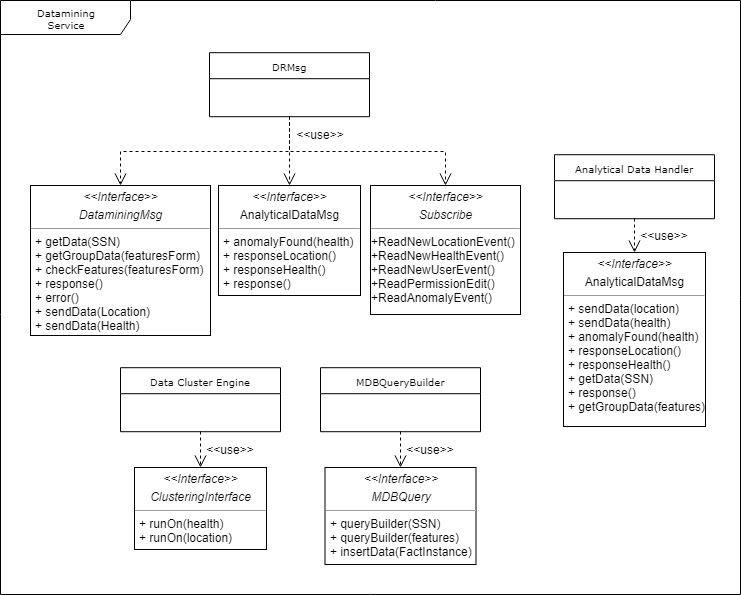 Datamining
Service
DRMsg
<<use>>
<<Interface>>
DataminingMsg
+ getData(SSN)
+ getGroupData(featuresForm)
+ checkFeatures(featuresForm)
+ response()
+ error()
+ sendData(Location)
+ sendData(Health)
<<Interface>>
AnalyticalDataMsg
+ anomalyFound(health)
+ responseLocation()
+ responseHealth()
+ response()
<<Interface>>
Subscribe
+ReadNewLocationEvent()
+ReadNewHealthEvent()
+ReadNewUserEvent()
+ReadPermissionEdit()
+ReadAnomalyEvent()
Analytical Data Handler
<<use>>
<<Interface>>
AnalyticalDataMsg
+ sendData(location)
+ sendData(health)
+ anomalyFound(health)
+ responseLocation()
+ responseHealth()
+ getData(SSN)
+ response()
+ getGroupData(features)
Data Cluster Engine
<<use>>
<<Interface>>
ClusteringInterface
+ runOn(health)
+ runOn(location)
MDBQueryBuilder
<<use>>
<<Interface>>
MDBQuery
+ queryBuilder(SSN)
+ queryBuilder(features)
+ insertData(FactInstance)